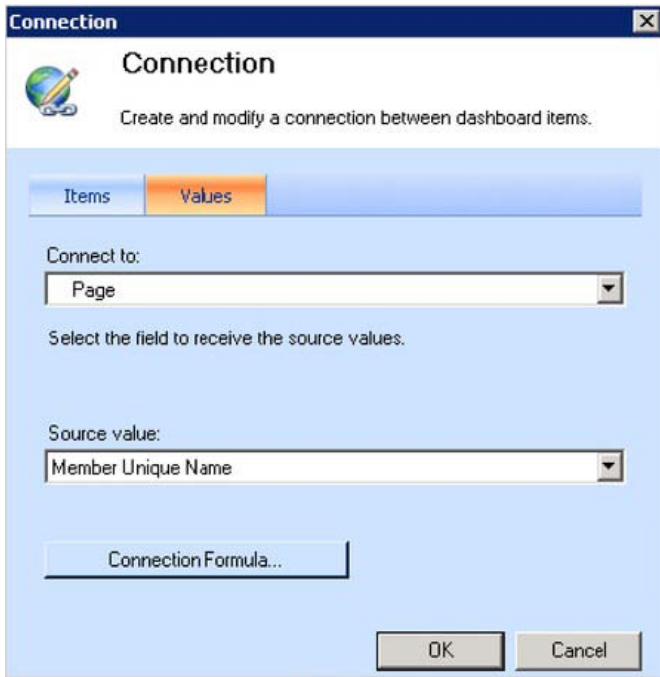 Connection
Connection
Create and modify a connection between dashboard items.
Items Values
Connect to:
Page
Select the field to receive the source values.
Source value:
Member Unique Name
Connection Formula...
OK Cancel